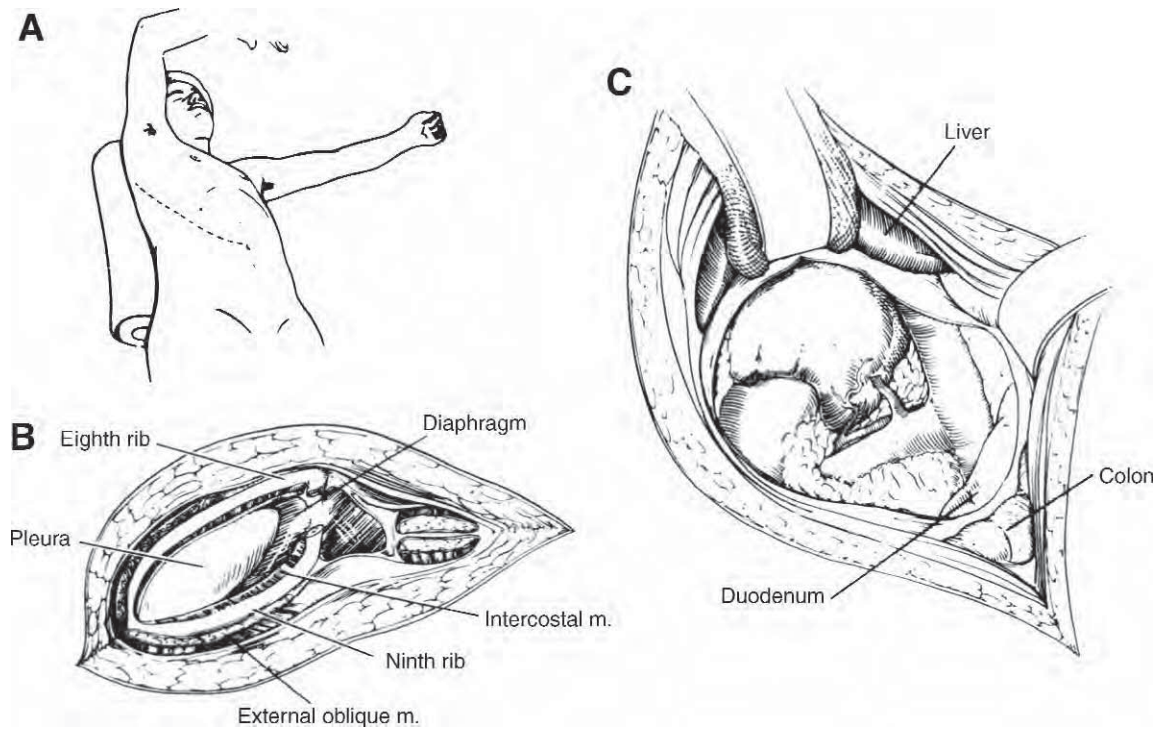 A
B
Eighth rib
Diaphragm
Pleura
Intercostal m.
Ninth rib
External oblique m.
C
Liver
Colon
Duodenum